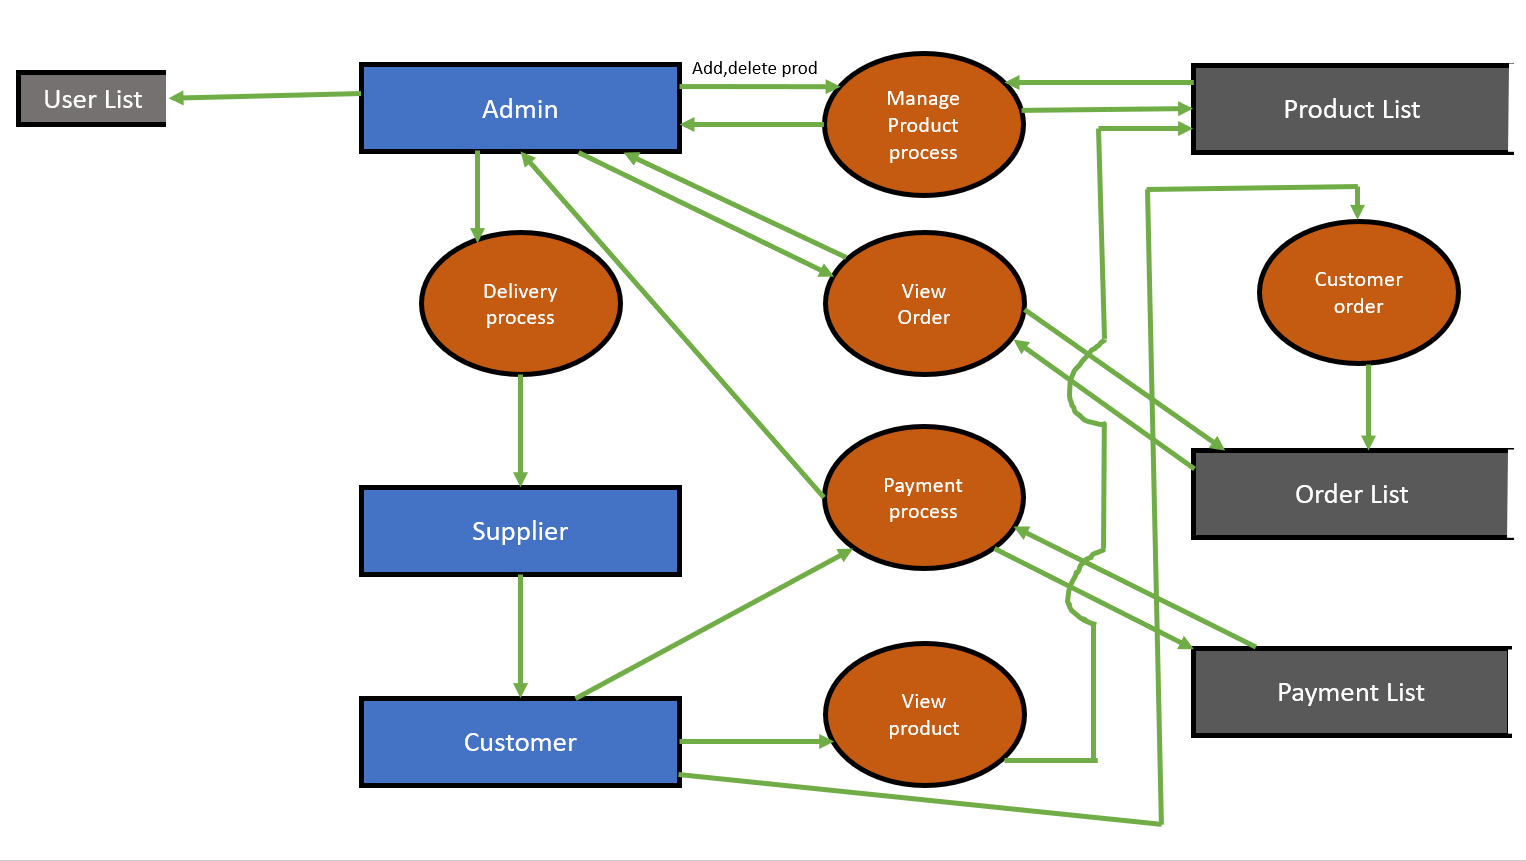 Add,delete prod
User List
Admin
Manage
Product
process
Product List
Delivery
process
View
Order
Customer
order
Payment
process
Order List
Supplier
View
product
Payment List
Customer